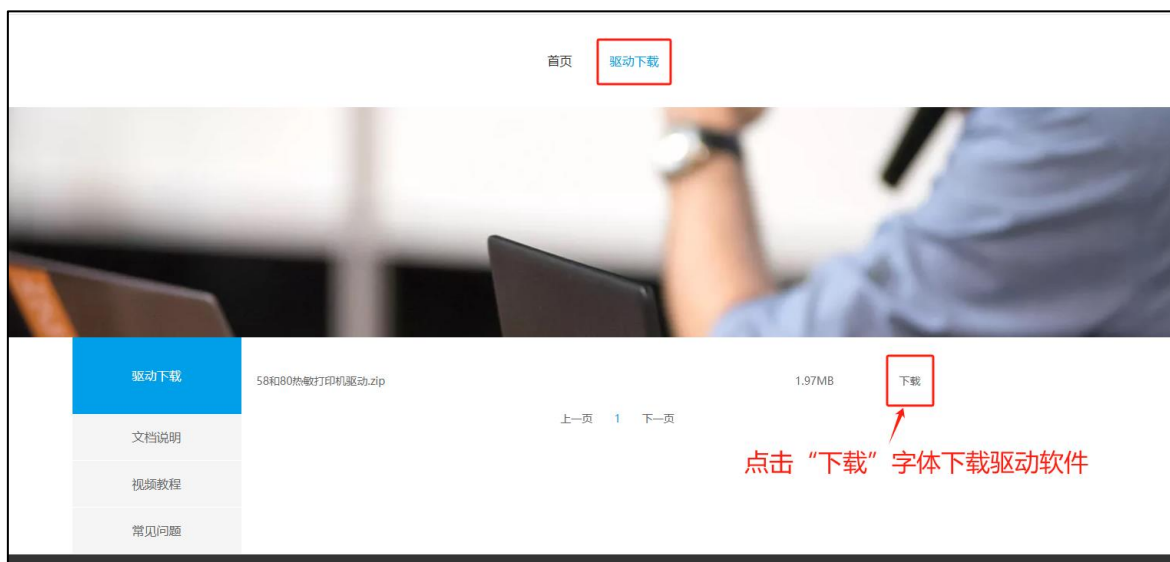 首页 驱动下载
驱动下载
58和80热敏打印机驱动.zip 1.97MB 下载
上一页 1 下一页
文档说明
点击“下载”字体下载驱动软件
视频教程
常见问题